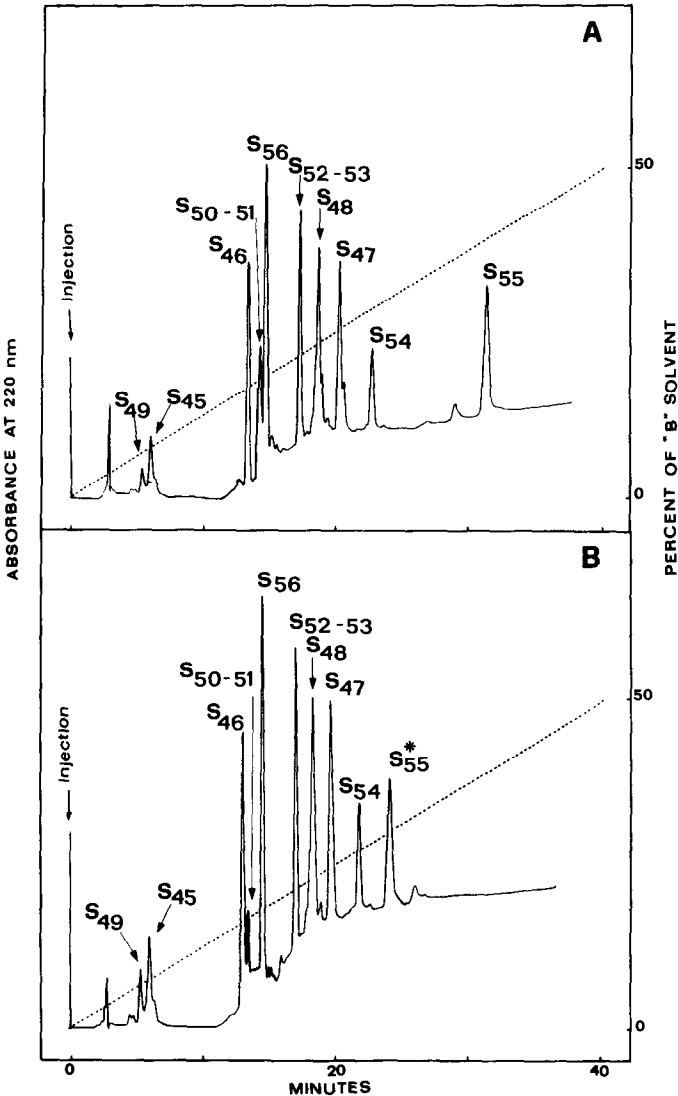 A
S56
S52-53
S50-51
S48
S46
S47
Injection
50
S55
S54
S49
S45
0
ABSORBANCE AT 220 nm
PERCENT OF "B" SOLVENT
B
S56
S52-53
S48
S50-51
S47
S46
50
Injection
*
S55
S54
S45
S49
0
0
20
40
MINUTES